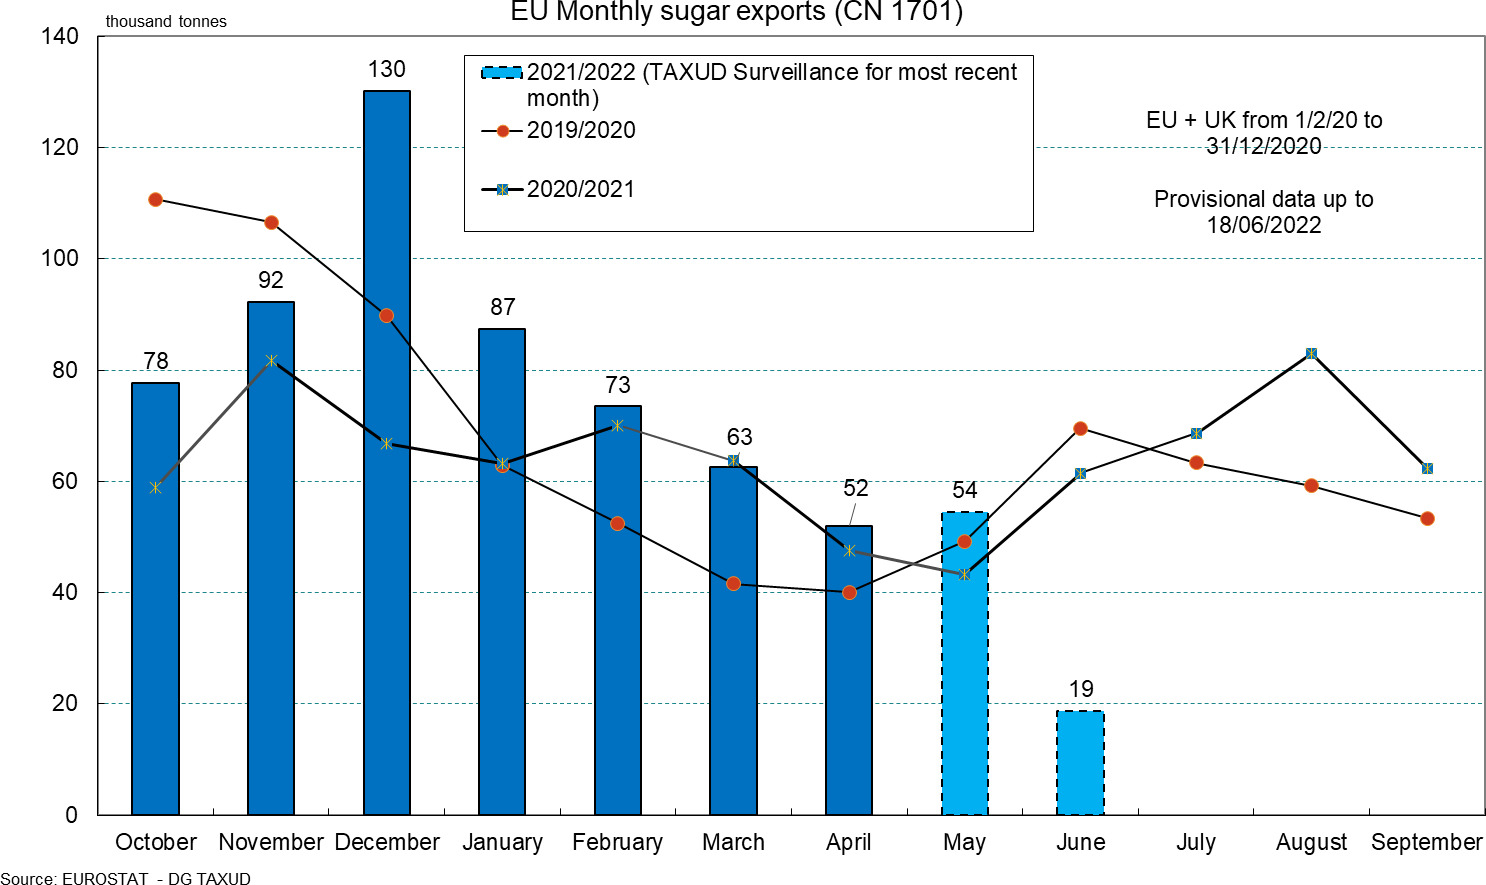 EU Monthly sugar exports (CN 1701)
thousand tonnes
140
120
100
80
60
40
20
0
2021/2022 (TAXUD Surveillance for most recent
month)
2019/2020
2020/2021
EU + UK from 1/2/20 to
31/12/2020
Provisional data up to
18/06/2022
78
92
130
87
73
63
52
54
19
October November December January February March April May June July August September
Source: EUROSTAT - DG TAXUD